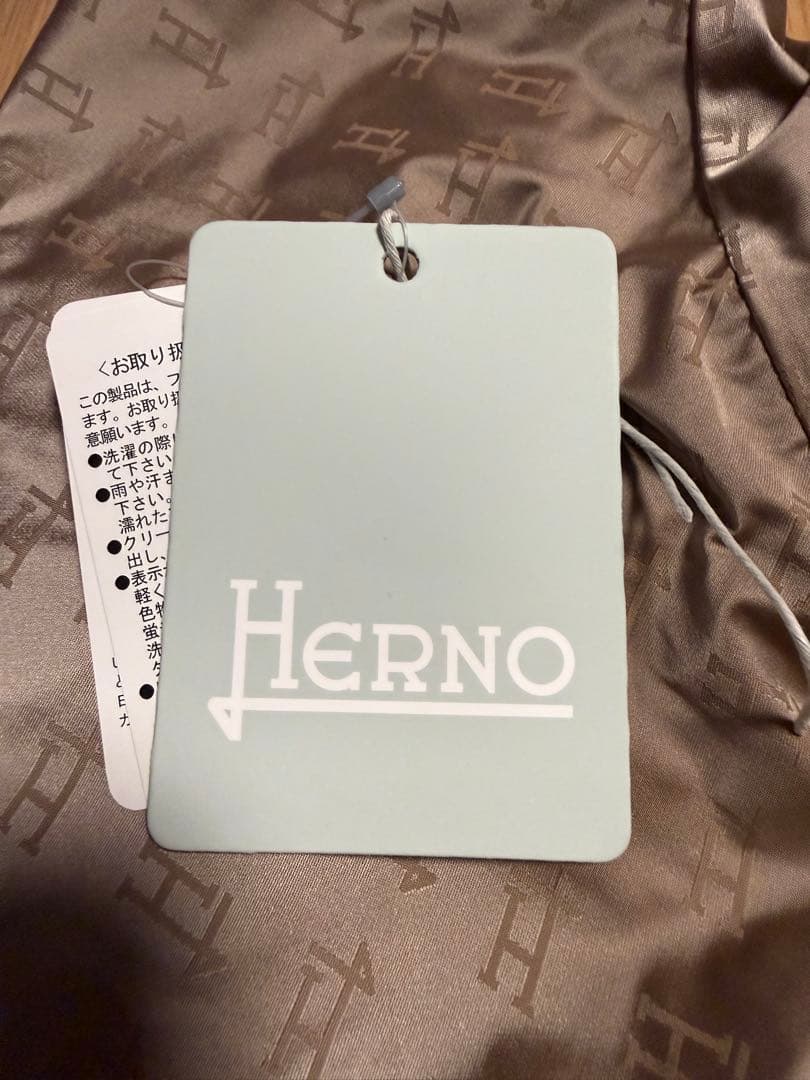 HERNO
〈お取り扱
この製品は、フ
ます。お取り扱
意願います。
●洗濯の際
て下さい
●雨や汗ま
下さい。
濡れた
●クリー
出し、
●表示
軽く
色物
蛍
洗